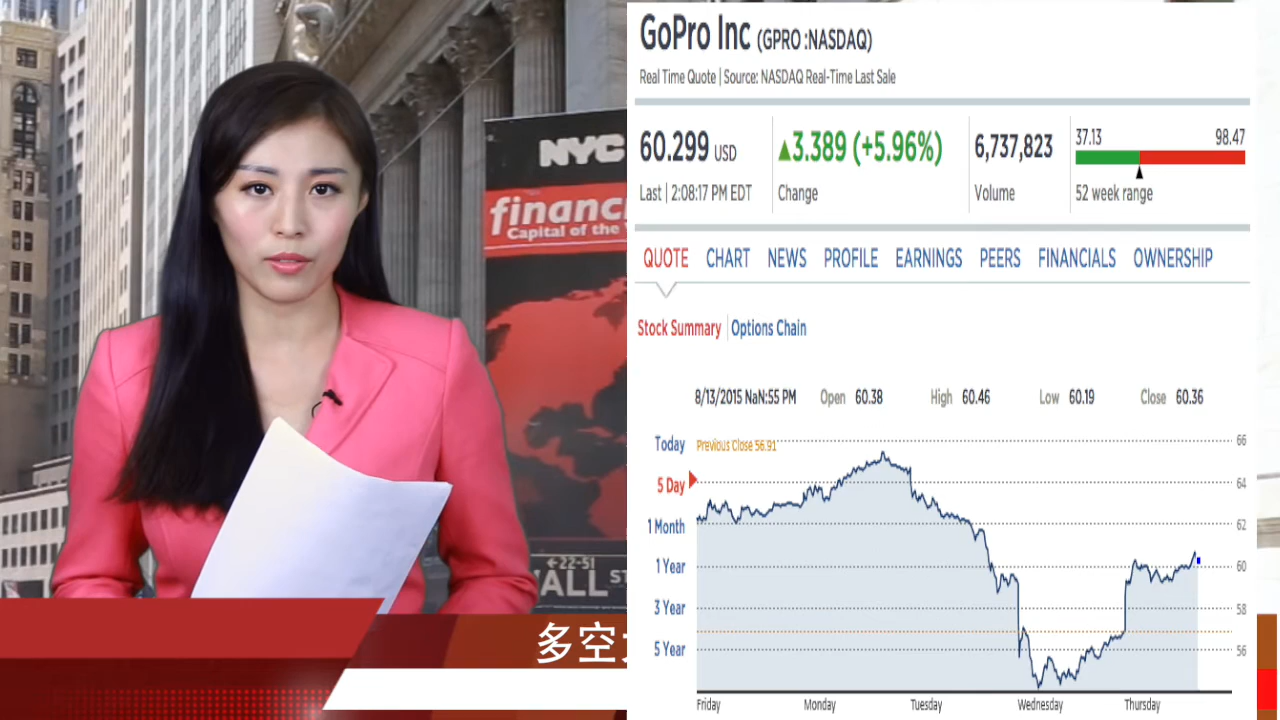 NYC
financ
Capital of the
←22-51
WALL ST
多空
GoPro Inc (GPRO :NASDAQ)
Real Time Quote | Source: NASDAQ Real-Time Last Sale
60.299 USD
▲3.389 (+5.96%)
6,737,823
37.13 98.47
Last | 2:08:17 PM EDT
Change
Volume
52 week range
QUOTE CHART NEWS PROFILE EARNINGS PEERS FINANCIALS OWNERSHIP
Stock Summary | Options Chain
8/13/2015 NaN:55 PM Open 60.38 High 60.46 Low 60.19 Close 60.36
Today
5 Day
1 Month
1 Year
3 Year
5 Year
Previous Close 56.91
66
64
62
60
58
56
Friday Monday Tuesday Wednesday Thursday